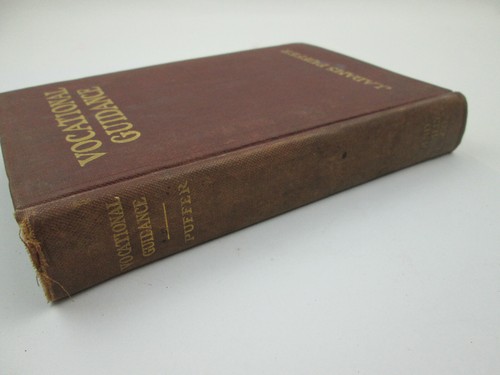 VOCATIONAL
GUIDANCE
J. ADAMS PUFFER
VOCATIONAL
GUIDANCE
PUFFER